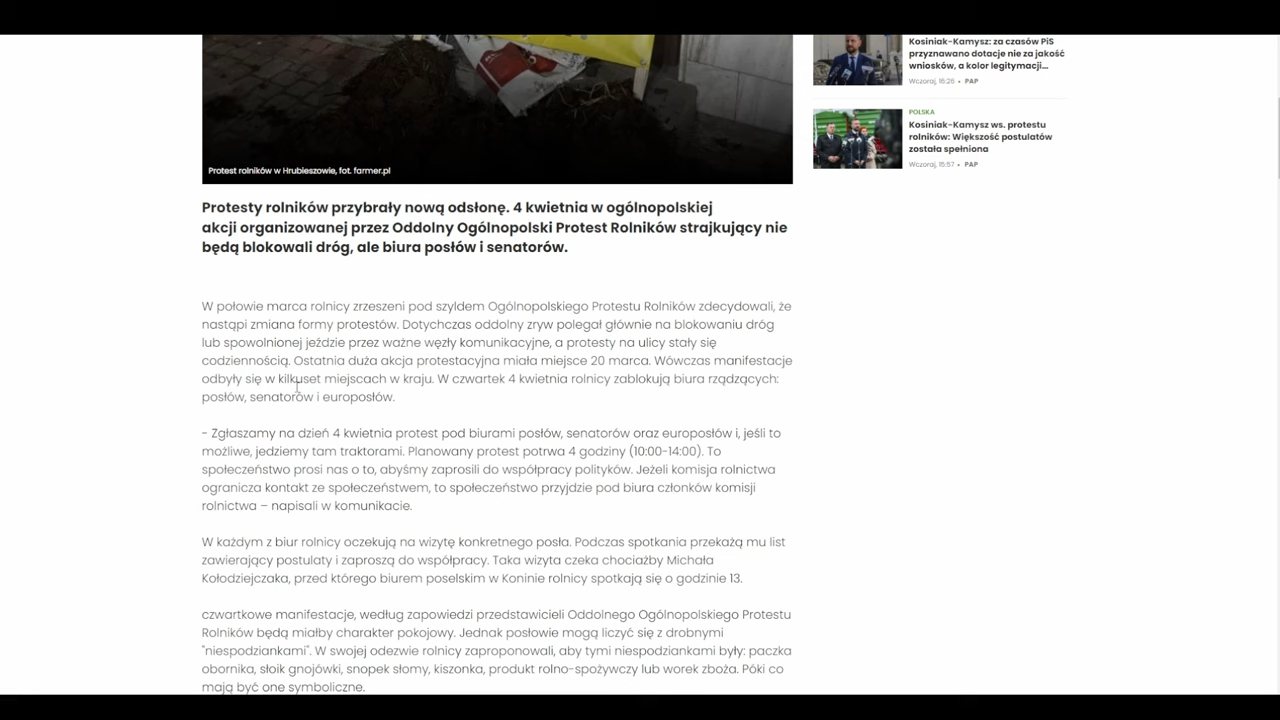 Protest rolników w Hrubieszowie, fot. farmer.pl
Protesty rolników przybrały nową odsłonę. 4 kwietnia w ogólnopolskiej
akcji organizowanej przez Oddolny Ogólnopolski Protest Rolników strajkujący nie
będą blokowali dróg, ale biura posłów i senatorów.
W połowie marca rolnicy zrzeszeni pod szyldem Ogólnopolskiego Protestu Rolników zdecydowali, że
nastąpi zmiana formy protestów. Dotychczas oddolny zryw polegał głównie na blokowaniu dróg
lub spowolnionej jeździe przez ważne węzły komunikacyjne, a protesty na ulicy stały się
codziennością. Ostatnia duża akcja protestacyjna miała miejsce 20 marca. Wówczas manifestacje
odbyły się w kilkuset miejscach w kraju. W czwartek 4 kwietnia rolnicy zablokują biura rządzących:
posłów, senatorów i europosłów.
- Zgłaszamy na dzień 4 kwietnia protest pod biurami posłów, senatorów oraz europosłów i, jeśli to
możliwe, jedziemy tam traktorami. Planowany protest potrwa 4 godziny (10:00-14:00). To
społeczeństwo prosi nas o to, abyśmy zaprosili do współpracy polityków. Jeżeli komisja rolnictwa
ogranicza kontakt ze społeczeństwem, to społeczeństwo przyjdzie pod biura członków komisji
rolnictwa – napisali w komunikacie.
W każdym z biur rolnicy oczekują na wizytę konkretnego posła. Podczas spotkania przekażą mu list
zawierający postulaty i zaproszą do współpracy. Taka wizyta czeka chociażby Michała
Kołodziejczaka, przed którego biurem poselskim w Koninie rolnicy spotkają się o godzinie 13.
czwartkowe manifestacje, według zapowiedzi przedstawicieli Oddolnego Ogólnopolskiego Protestu
Rolników będą miałby charakter pokojowy. Jednak posłowie mogą liczyć się z drobnymi
"niespodziankami". W swojej odezwie rolnicy zaproponowali, aby tymi niespodziankami były: paczka
obornika, słoik gnojówki, snopek słomy, kiszonka, produkt rolno-spożywczy lub worek zboża. Póki co
mają być one symboliczne.
Kosiniak-Kamysz: za czasów PiS
przyznawano dotacje nie za jakość
wniosków, a kolor legitymacji...
Wczoraj, 16:26 • PAP
POLSKA
Kosiniak-Kamysz ws. protestu
rolników: Większość postulatów
została spełniona
Wczoraj, 15:57 • PAP